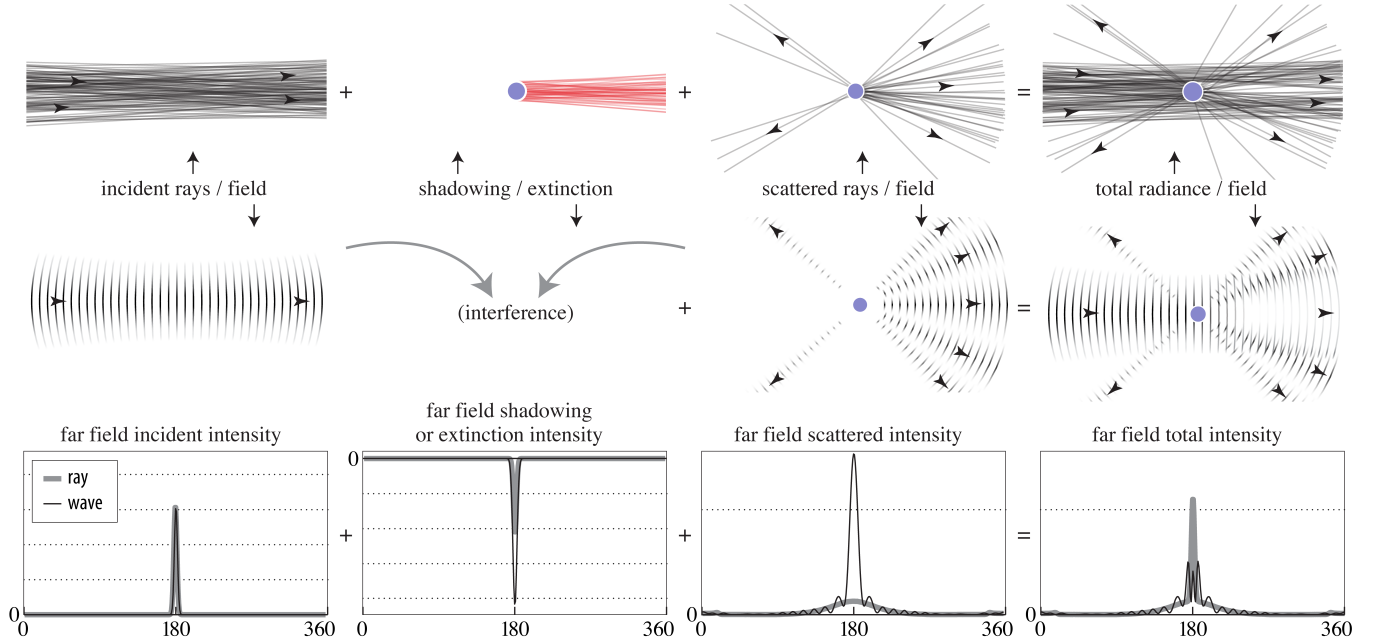 +
+
=
incident rays / field
shadowing / extinction
scattered rays / field
total radiance / field
(interference)
+
=
far field incident intensity
far field shadowing
or extinction intensity
far field scattered intensity
far field total intensity
ray
wave
0
0
+
+
=
0
180
360
0
180
360
0
180
360
0
180
360